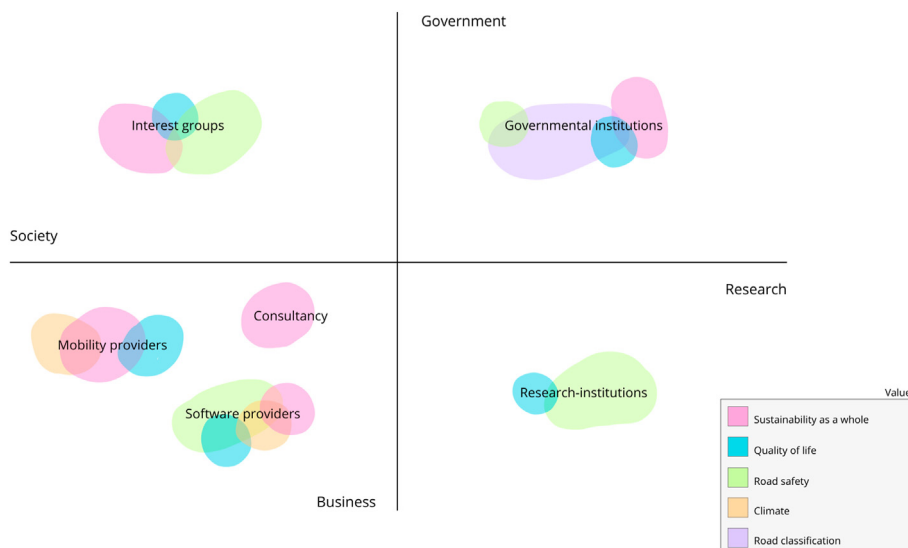 Government
Interest groups
Governmental institutions
Society
Research
Consultancy
Mobility providers
Software providers
Research-institutions
Business
Value
Sustainability as a whole
Quality of life
Road safety
Climate
Road classification